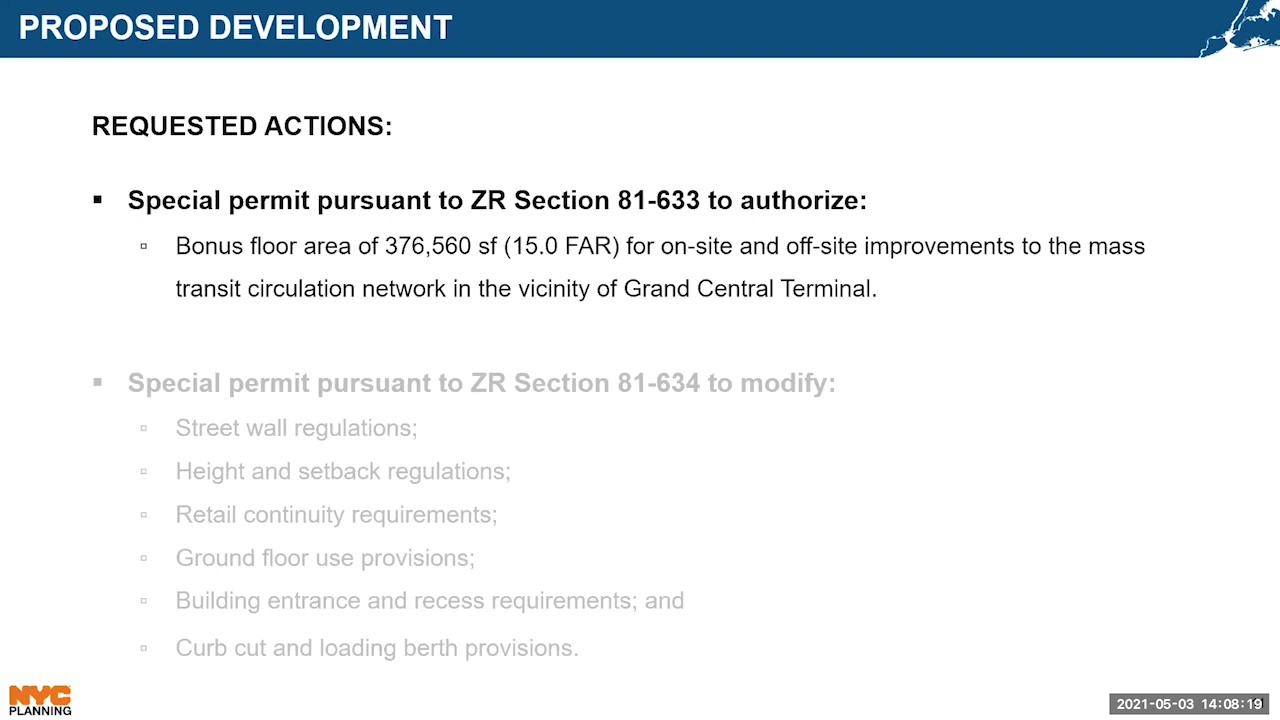 PROPOSED DEVELOPMENT
REQUESTED ACTIONS:
Special permit pursuant to ZR Section 81-633 to authorize:
Bonus floor area of 376,560 sf (15.0 FAR) for on-site and off-site improvements to the mass
transit circulation network in the vicinity of Grand Central Terminal.
Special permit pursuant to ZR Section 81-634 to modify:
Street wall regulations;
Height and setback regulations;
Retail continuity requirements;
Ground floor use provisions;
Building entrance and recess requirements; and
Curb cut and loading berth provisions.
NYC
PLANNING
2021-05-03 14:08:19